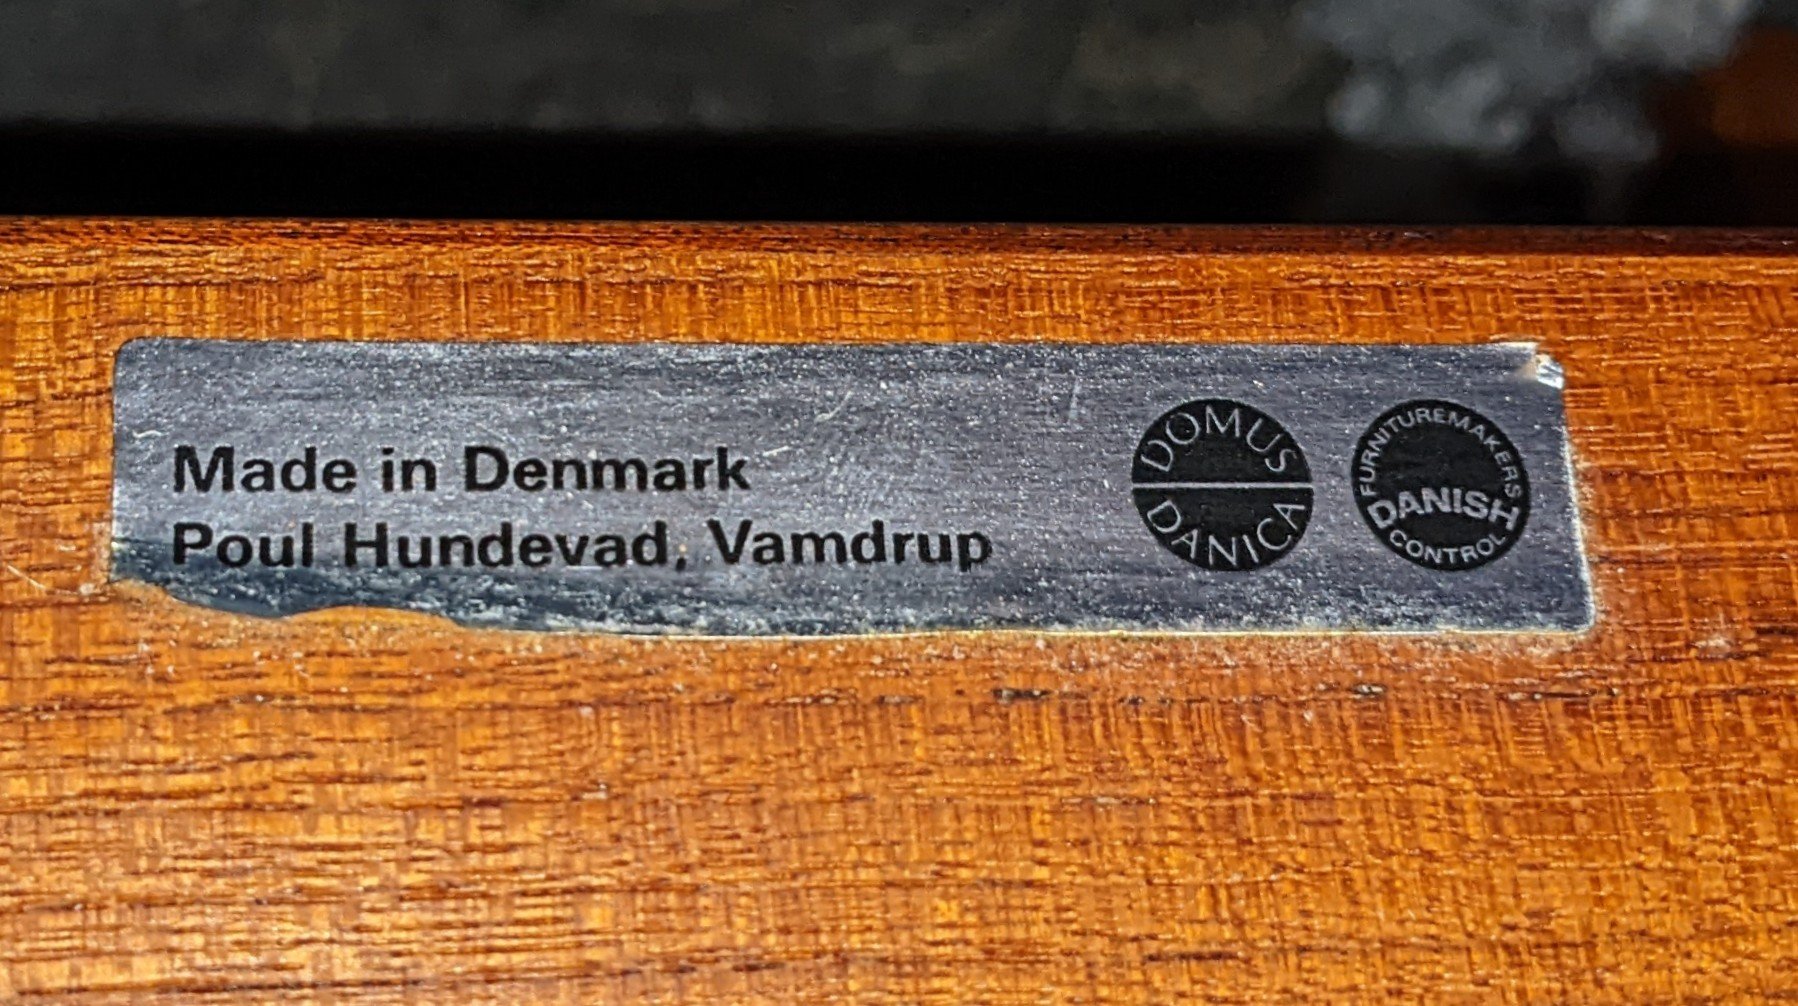 Made in Denmark
Poul Hundevad, Vamdrup
DOMUS
DANICA
FURNITUREMAKERS
DANISH
CONTROL